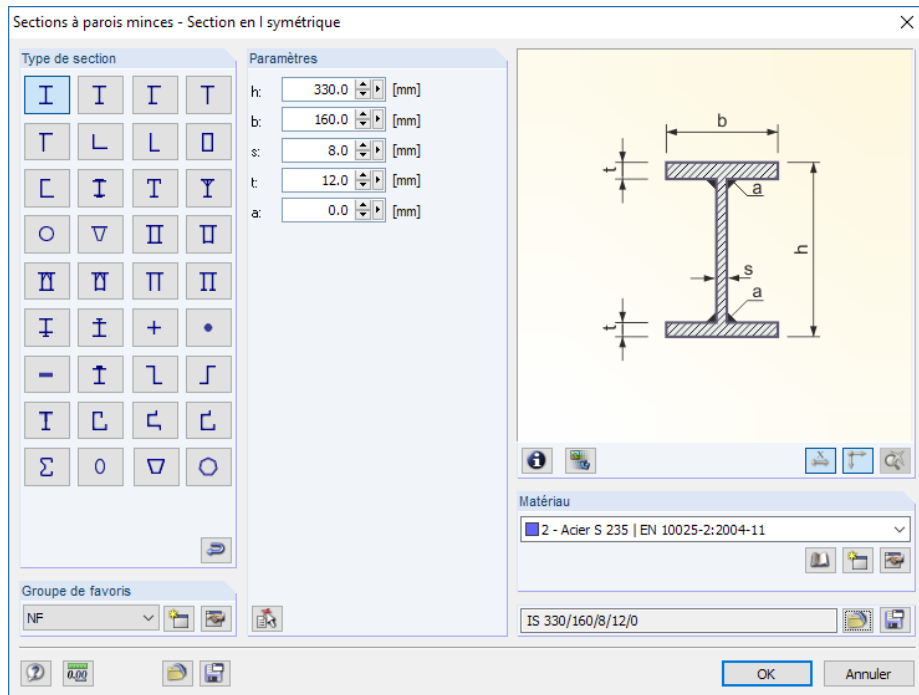 Sections à parois minces - Section en I symétrique
Type de section
Paramètres
h: 330.0 [mm]
b: 160.0 [mm]
s: 8.0 [mm]
t: 12.0 [mm]
a: 0.0 [mm]
b
t
a
h
s
a
t
x
Matériau
2 - Acier S 235 | EN 10025-2:2004-11
Groupe de favoris
NF
IS 330/160/8/12/0
0.00
OK
Annuler